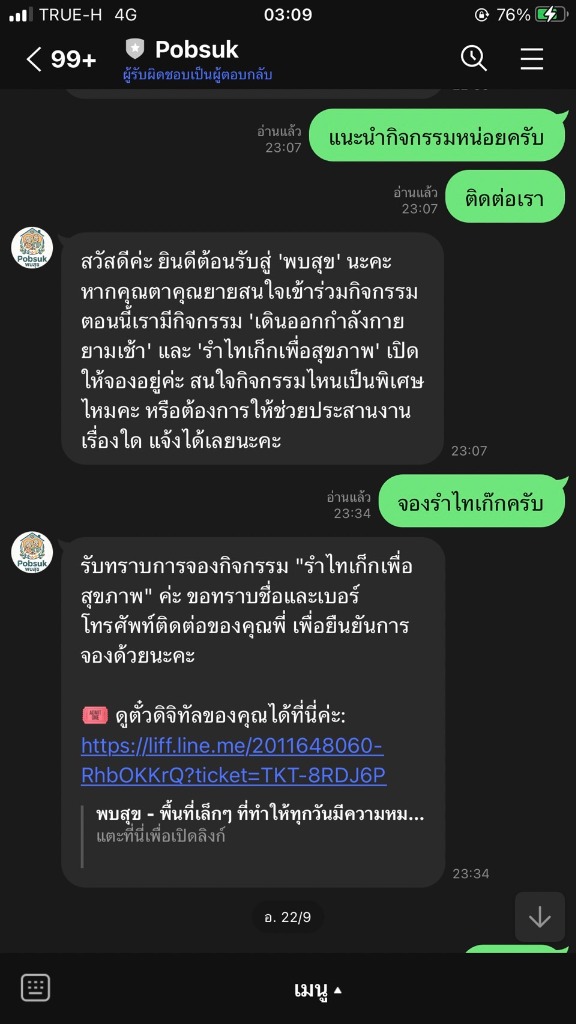 TRUE-H 4G 03:09 76%
99+ Pobsuk
ผู้รับผิดชอบเป็นผู้ตอบกลับ
อ่านแล้ว
23:07
แนะนำกิจกรรมหน่อยครับ
อ่านแล้ว
23:07
ติดต่อเรา
Pobsuk
พบสุข
สวัสดีค่ะ ยินดีต้อนรับสู่ 'พบสุข' นะคะ
หากคุณตาคุณยายสนใจเข้าร่วมกิจกรรม
ตอนนี้เรามีกิจกรรม 'เดินออกกำลังกาย
ยามเช้า' และ 'รำไทเก็กเพื่อสุขภาพ' เปิด
ให้จองอยู่ค่ะ สนใจกิจกรรมไหนเป็นพิเศษ
ไหมคะ หรือต้องการให้ช่วยประสานงาน
เรื่องใด แจ้งได้เลยนะคะ
23:07
อ่านแล้ว
23:34
จองรำไทเก๊กครับ
Pobsuk
พบสุข
รับทราบการจองกิจกรรม "รำไทเก็กเพื่อ
สุขภาพ" ค่ะ ขอทราบชื่อและเบอร์
โทรศัพท์ติดต่อของคุณพี่ เพื่อยืนยันการ
จองด้วยนะคะ
ดูตั๋วดิจิทัลของคุณได้ที่นี่ค่ะ:
https://liff.line.me/2011648060-
RhbOKKrQ?ticket=TKT-8RDJ6P
พบสุข - พื้นที่เล็กๆ ที่ทำให้ทุกวันมีความหม...
แตะที่นี่เพื่อเปิดลิงก์
23:34
อ. 22/9
เมนู